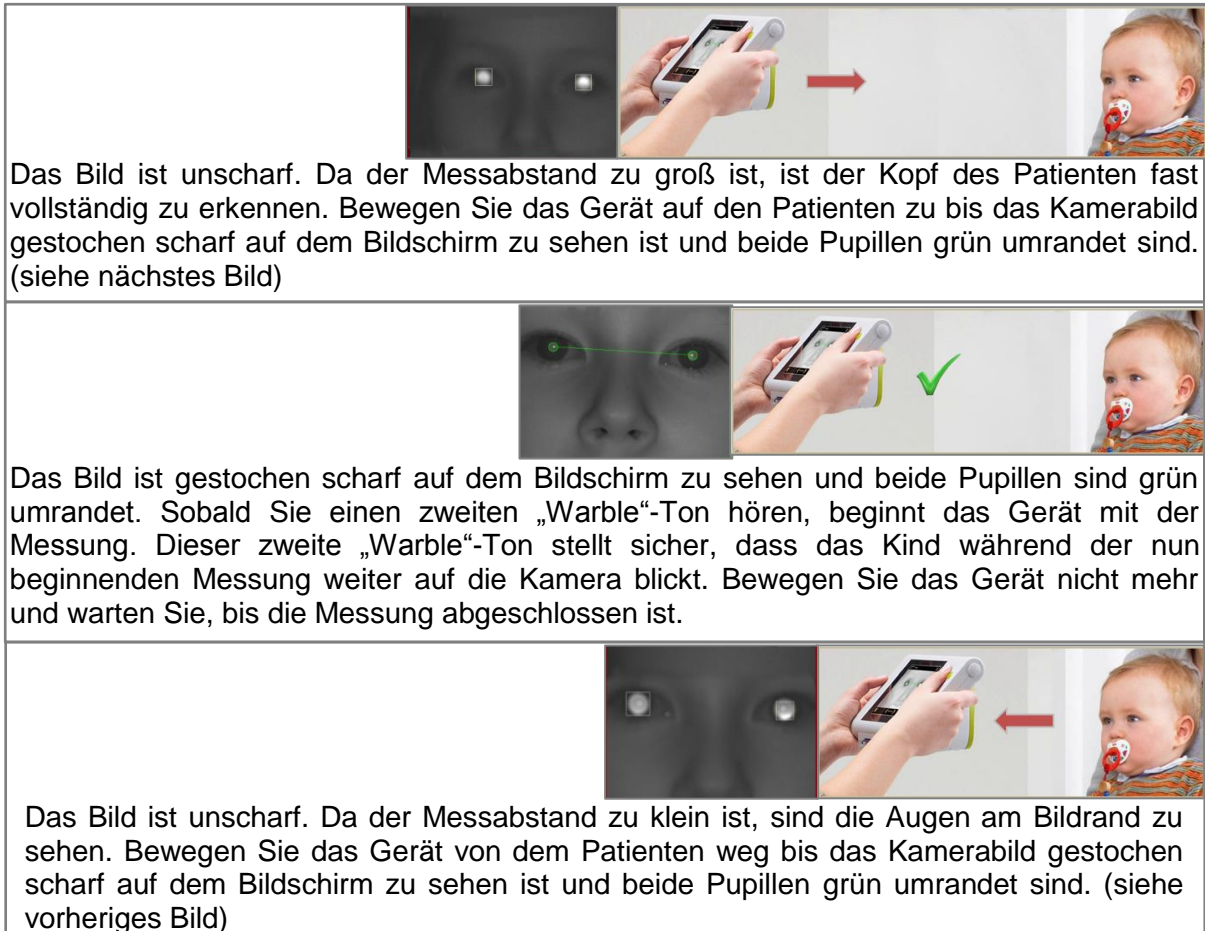 Das Bild ist unscharf. Da der Messabstand zu groß ist, ist der Kopf des Patienten fast
vollständig zu erkennen. Bewegen Sie das Gerät auf den Patienten zu bis das Kamerabild
gestochen scharf auf dem Bildschirm zu sehen ist und beide Pupillen grün umrandet sind.
(siehe nächstes Bild)
Das Bild ist gestochen scharf auf dem Bildschirm zu sehen und beide Pupillen sind grün
umrandet. Sobald Sie einen zweiten „Warble“-Ton hören, beginnt das Gerät mit der
Messung. Dieser zweite „Warble“-Ton stellt sicher, dass das Kind während der nun
beginnenden Messung weiter auf die Kamera blickt. Bewegen Sie das Gerät nicht mehr
und warten Sie, bis die Messung abgeschlossen ist.
Das Bild ist unscharf. Da der Messabstand zu klein ist, sind die Augen am Bildrand zu
sehen. Bewegen Sie das Gerät von dem Patienten weg bis das Kamerabild gestochen
scharf auf dem Bildschirm zu sehen ist und beide Pupillen grün umrandet sind. (siehe
vorheriges Bild)